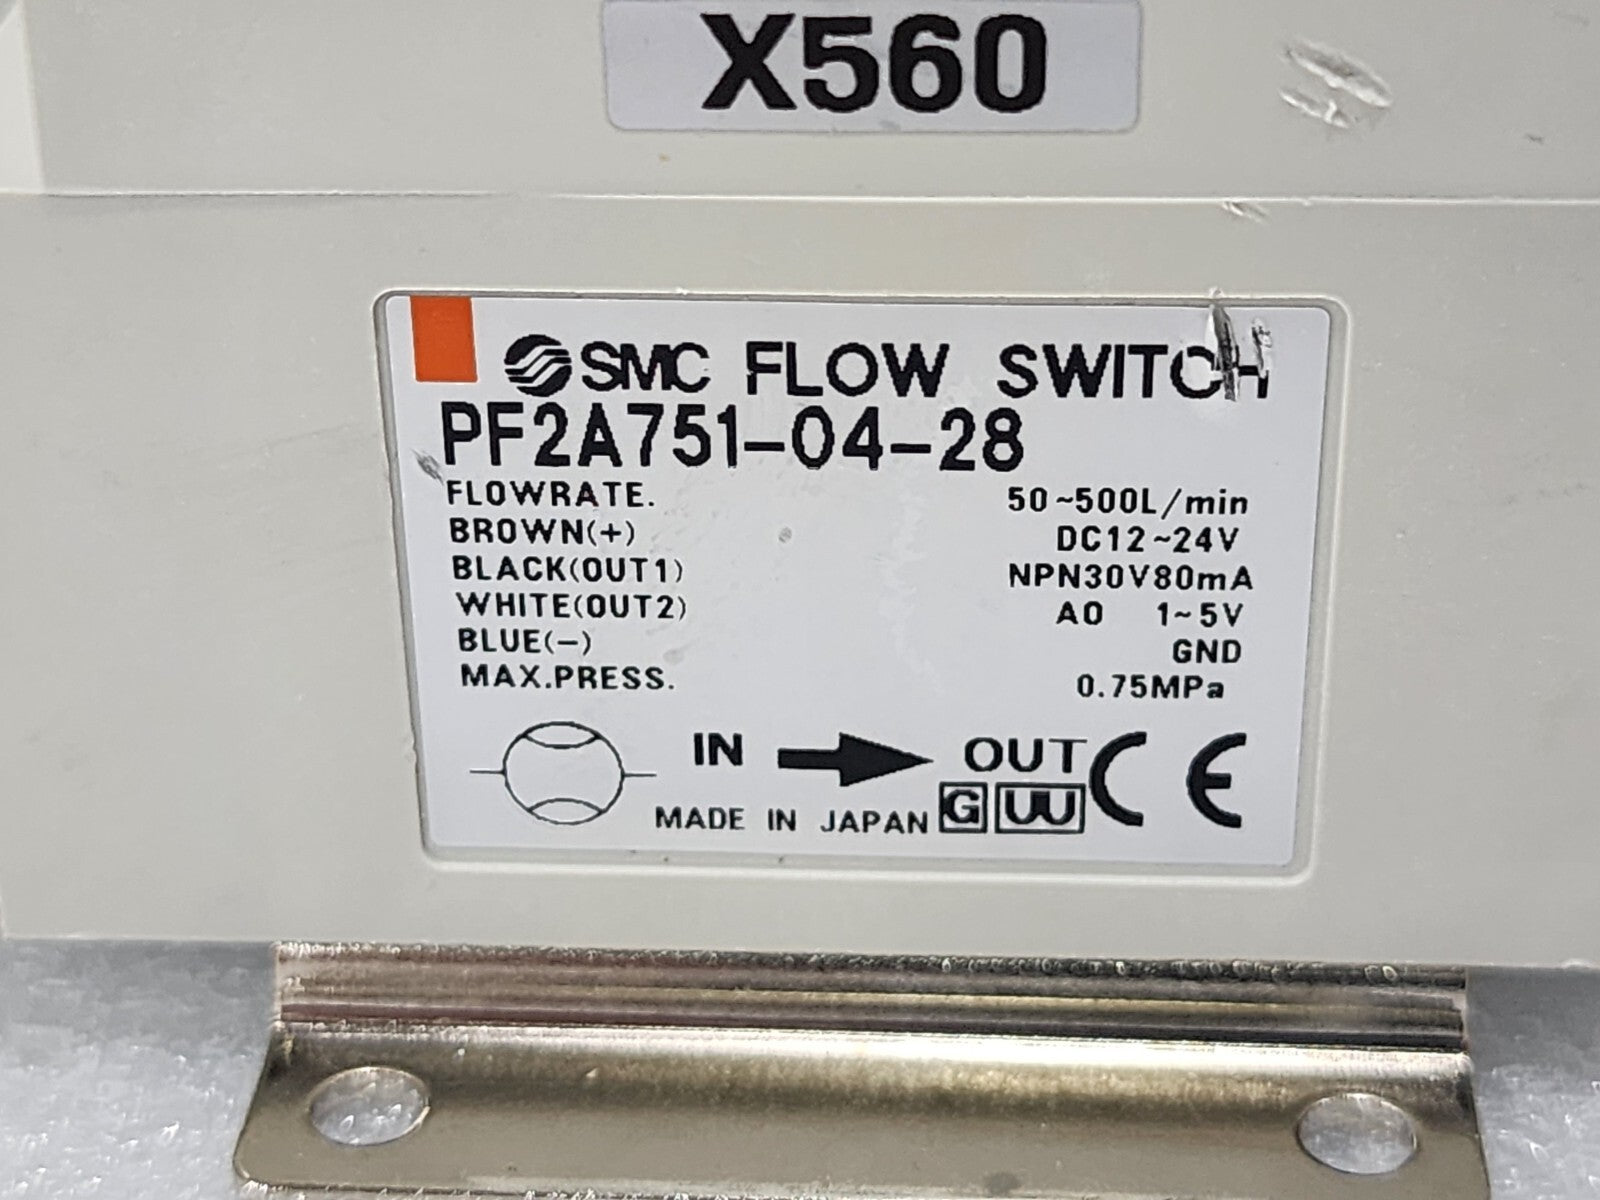 X560
SMC FLOW SWITCH
PF2A751-04-28
FLOWRATE. 50~500L/min
BROWN(+) DC12~24V
BLACK(OUT1) NPN30V80mA
WHITE(OUT2) AO 1~5V
BLUE(-) GND
MAX.PRESS. 0.75MPa
IN OUT CE
MADE IN JAPAN G W